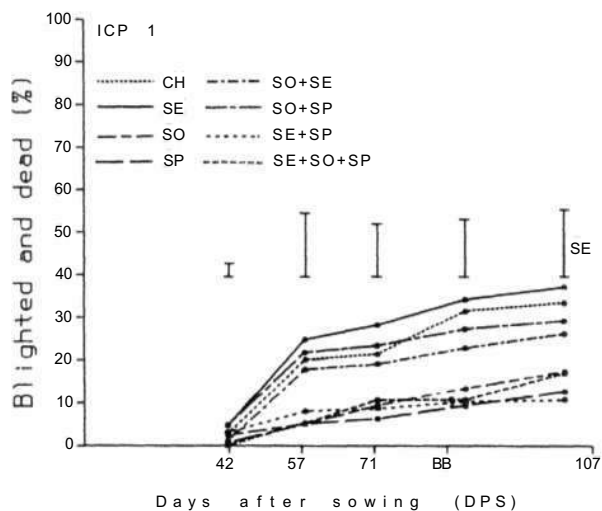 ICP 1
CH
SE
SO
SP
SO+SE
SO+SP
SE+SP
SE+SO+SP
Blighted and dead (%)
100
90
80
70
60
50
40
30
20
10
0
SE
42 57 71 BB 107
Days after sowing (DPS)